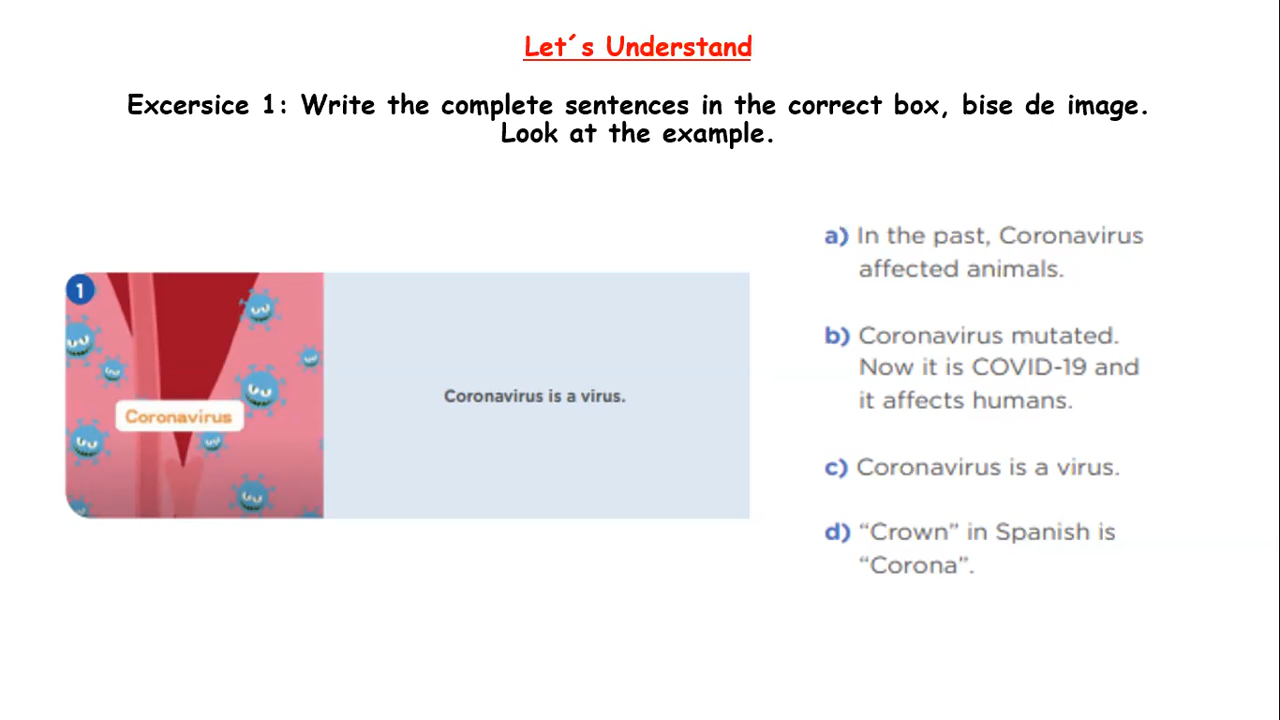 Let´s Understand
Excersice 1: Write the complete sentences in the correct box, bise de image.
Look at the example.
1
Coronavirus
Coronavirus is a virus.
a) In the past, Coronavirus
affected animals.
b) Coronavirus mutated.
Now it is COVID-19 and
it affects humans.
c) Coronavirus is a virus.
d) “Crown” in Spanish is
“Corona”.